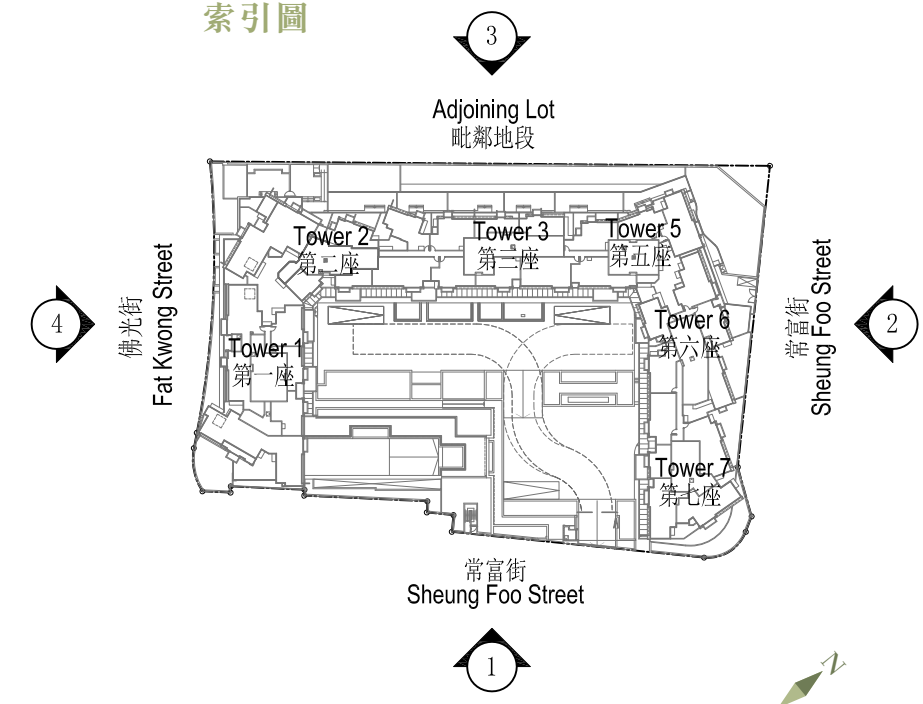 索引圖
3
Adjoining Lot
毗鄰地段
Tower 2
第二座
Tower 3
第三座
Tower 5
第五座
佛光街
Fat Kwong Street
4
常富街
Sheung Foo Street
2
Tower 1
第一座
Tower 6
第六座
Tower 7
第七座
常富街
Sheung Foo Street
1
N